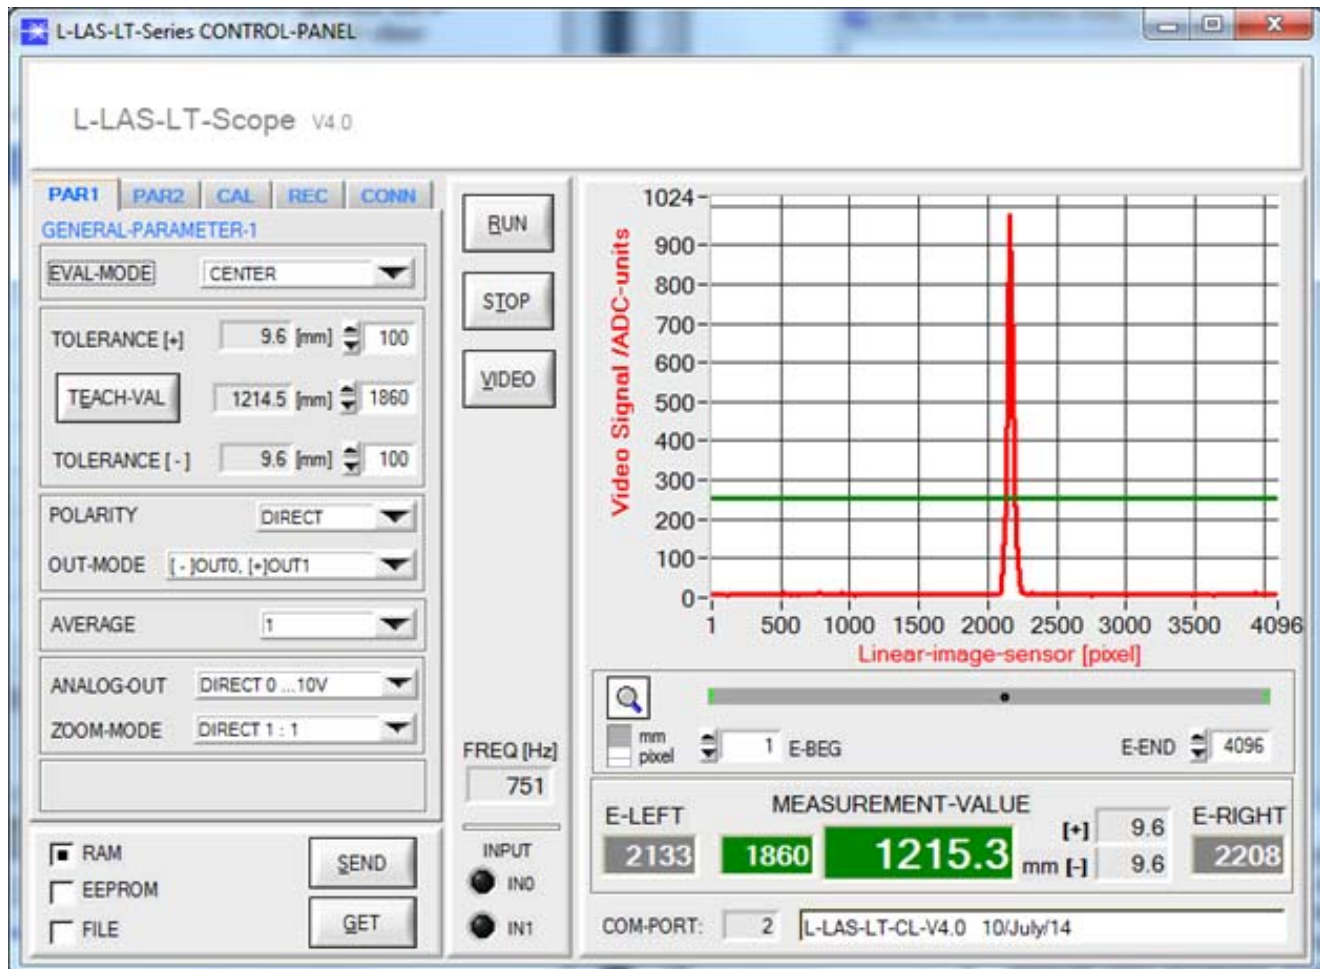 L-LAS-LT-Series CONTROL-PANEL
L-LAS-LT-Scope V4.0
PAR1 PAR2 CAL REC CONN
GENERAL-PARAMETER-1
EVAL-MODE CENTER
TOLERANCE [+] 9.6 [mm] 100
TEACH-VAL 1214.5 [mm] 1860
TOLERANCE [ - ] 9.6 [mm] 100
POLARITY DIRECT
OUT-MODE [ - ]OUT0, [+]OUT1
AVERAGE 1
ANALOG-OUT DIRECT 0 ...10V
ZOOM-MODE DIRECT 1 : 1
RAM
EEPROM
FILE
SEND
GET
RUN
STOP
VIDEO
FREQ [Hz]
751
INPUT
IN0
IN1
Video Signal /ADC-units
1024
900
800
700
600
500
400
300
200
100
0
1 500 1000 1500 2000 2500 3000 3500 4096
Linear-image-sensor [pixel]
mm
pixel
1 E-BEG E-END 4096
E-LEFT MEASUREMENT-VALUE E-RIGHT
2133 1860 1215.3 mm [+] 9.6 [-] 9.6 2208
COM-PORT: 2 L-LAS-LT-CL-V4.0 10/July/14